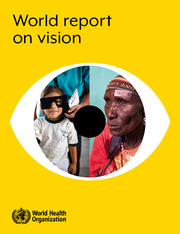 World report
on vision
World Health
Organization